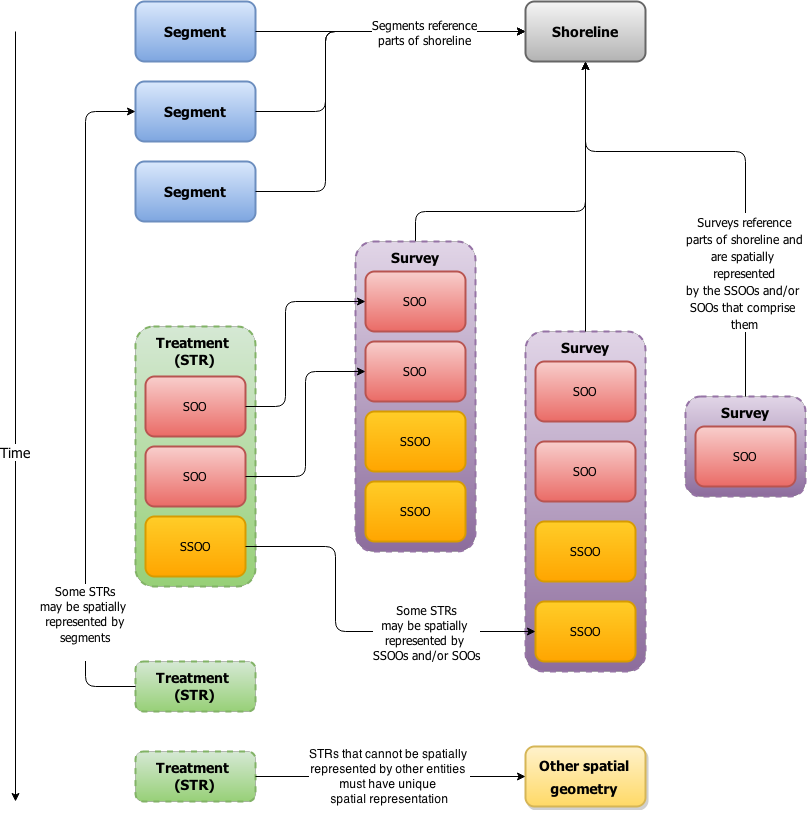 Segment
Segments reference
parts of shoreline
Shoreline
Segment
Segment
Surveys reference
parts of shoreline and
are spatially
represented
by the SSOOs and/or
SOOs that comprise
them
Survey
SOO
SOO
SSOO
SSOO
Treatment
(STR)
SOO
SOO
SSOO
Survey
SOO
SOO
SSOO
SSOO
Survey
SOO
Time
Some STRs
may be spatially
represented by
segments
Some STRs
may be spatially
represented by
SSOOs and/or SOOs
Treatment
(STR)
Treatment
(STR)
STRs that cannot be spatially
represented by other entities
must have unique
spatial representation
Other spatial
geometry